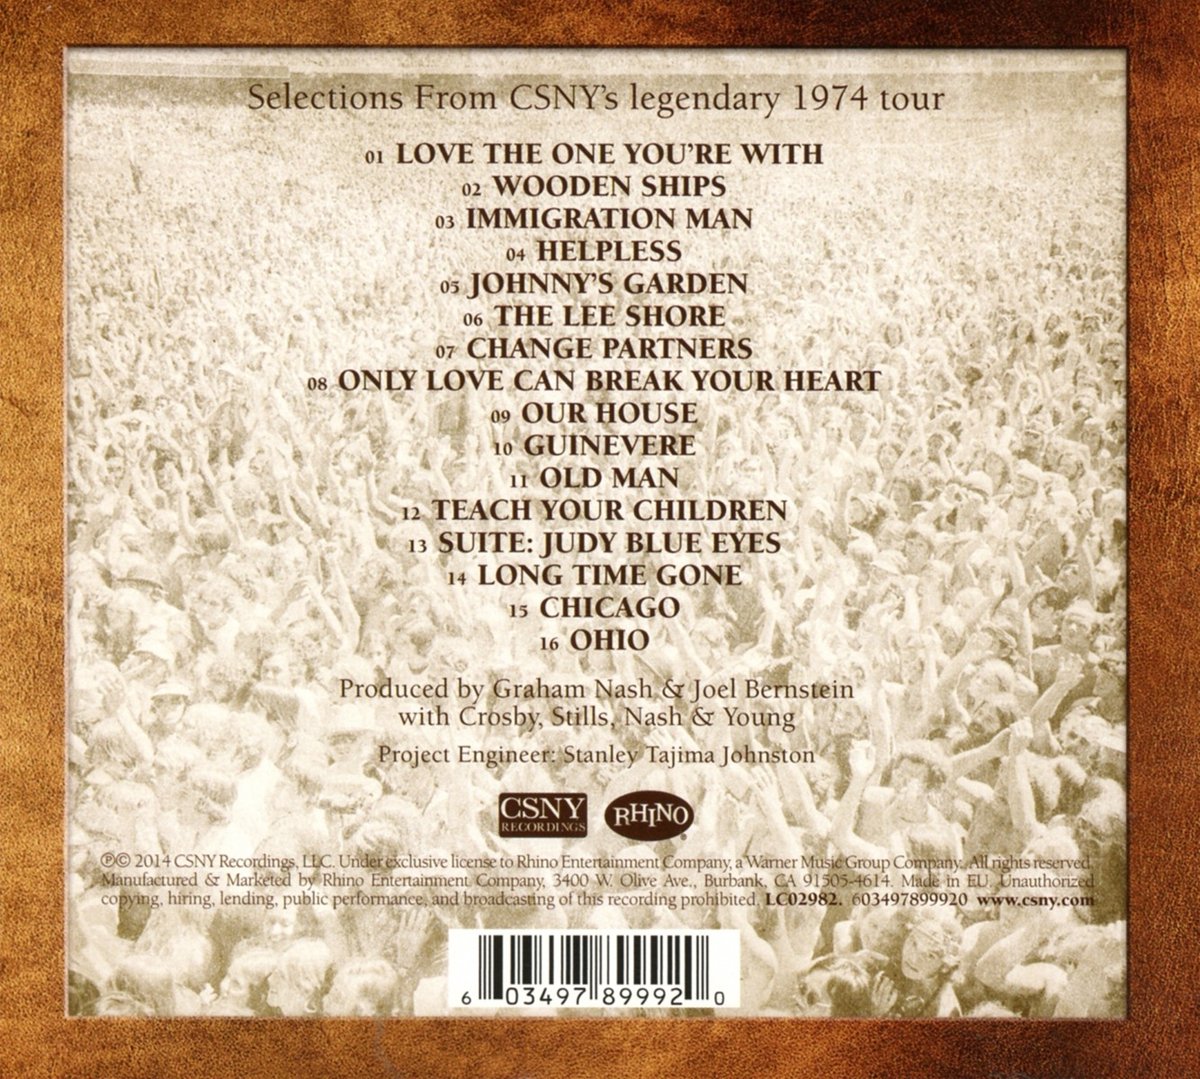 Selections From CSNY's legendary 1974 tour
01 LOVE THE ONE YOU'RE WITH
02 WOODEN SHIPS
03 IMMIGRATION MAN
04 HELPLESS
05 JOHNNY'S GARDEN
06 THE LEE SHORE
07 CHANGE PARTNERS
08 ONLY LOVE CAN BREAK YOUR HEART
09 OUR HOUSE
10 GUINEVERE
11 OLD MAN
12 TEACH YOUR CHILDREN
13 SUITE: JUDY BLUE EYES
14 LONG TIME GONE
15 CHICAGO
16 OHIO
Produced by Graham Nash & Joel Bernstein
with Crosby, Stills, Nash & Young
Project Engineer: Stanley Tajima Johnston
CSNY
RECORDINGS
RHINO
℗© 2014 CSNY Recordings, LLC. Under exclusive license to Rhino Entertainment Company, a Warner Music Group Company. All rights reserved.
Manufactured & Marketed by Rhino Entertainment Company, 3400 W. Olive Ave., Burbank, CA 91505-4614. Made in EU. Unauthorized
copying, hiring, lending, public performance, and broadcasting of this recording prohibited. LC02982. 603497899920 www.csny.com
6 03497 89992 0